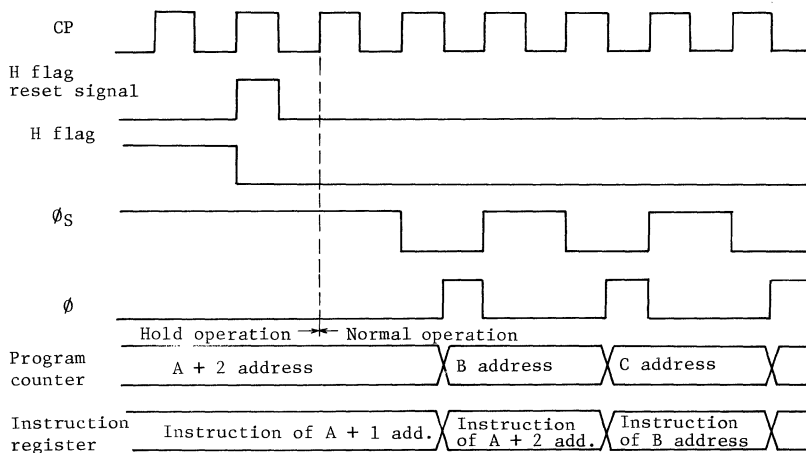 CP
H flag
reset signal
H flag
ϕS
ϕ
Hold operation
Normal operation
Program
counter
A + 2 address
B address
C address
Instruction
register
Instruction of A + 1 add.
Instruction
of A + 2 add.
Instruction
of B address